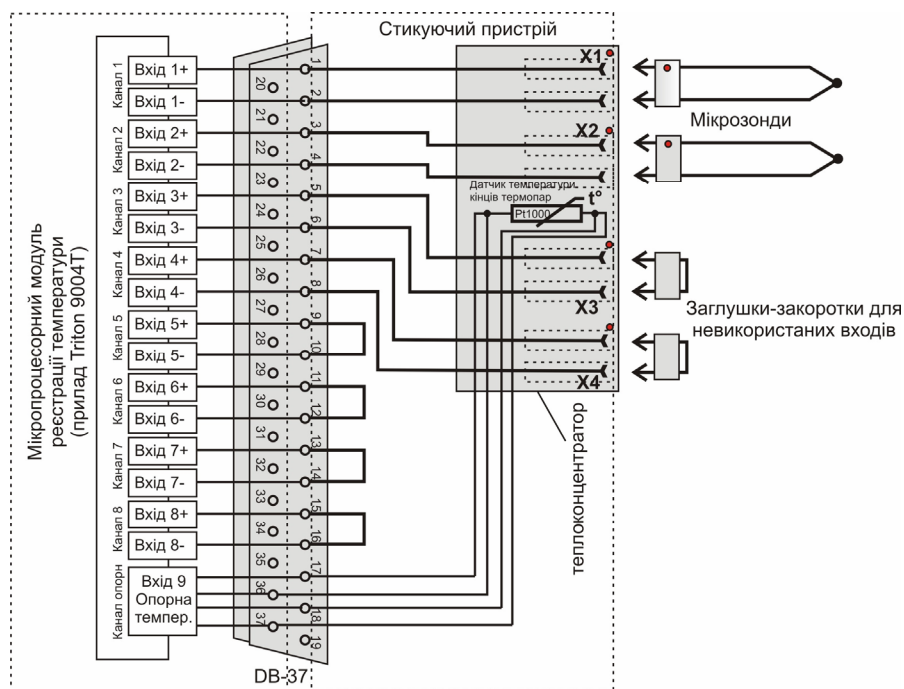 Стикуючий пристрій
Мікропроцесорний модуль
реєстрації температури
(прилад Triton 9004T)
Канал 1
Вхід 1+
Вхід 1-
Канал 2
Вхід 2+
Вхід 2-
Канал 3
Вхід 3+
Вхід 3-
Канал 4
Вхід 4+
Вхід 4-
Канал 5
Вхід 5+
Вхід 5-
Канал 6
Вхід 6+
Вхід 6-
Канал 7
Вхід 7+
Вхід 7-
Канал 8
Вхід 8+
Вхід 8-
Канал опорн
Вхід 9
Опорна
темпер.
20
21
22
23
24
25
26
27
28
29
30
31
32
33
34
35
36
37
1
2
3
4
5
6
7
8
9
10
11
12
13
14
15
16
17
18
19
DB-37
X1
X2
Датчик температури
кінців термопар
t°
Pt1000
X3
X4
теплоконцентратор
Мікрозонди
Заглушки-закоротки для
невикористаних входів